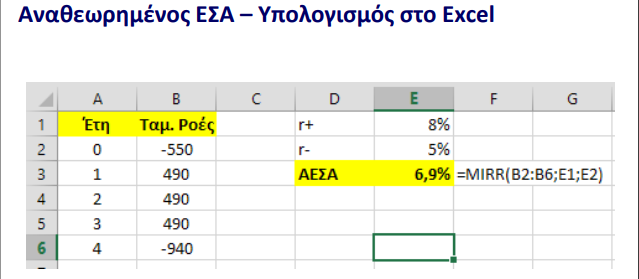 Αναθεωρημένος ΕΣΑ – Υπολογισμός στο Excel
A B C D E F G
1 Έτη Ταμ. Ροές r+ 8%
2 0 -550 r- 5%
3 1 490 ΑΕΣΑ 6,9% =MIRR(B2:B6;E1;E2)
4 2 490
5 3 490
6 4 -940